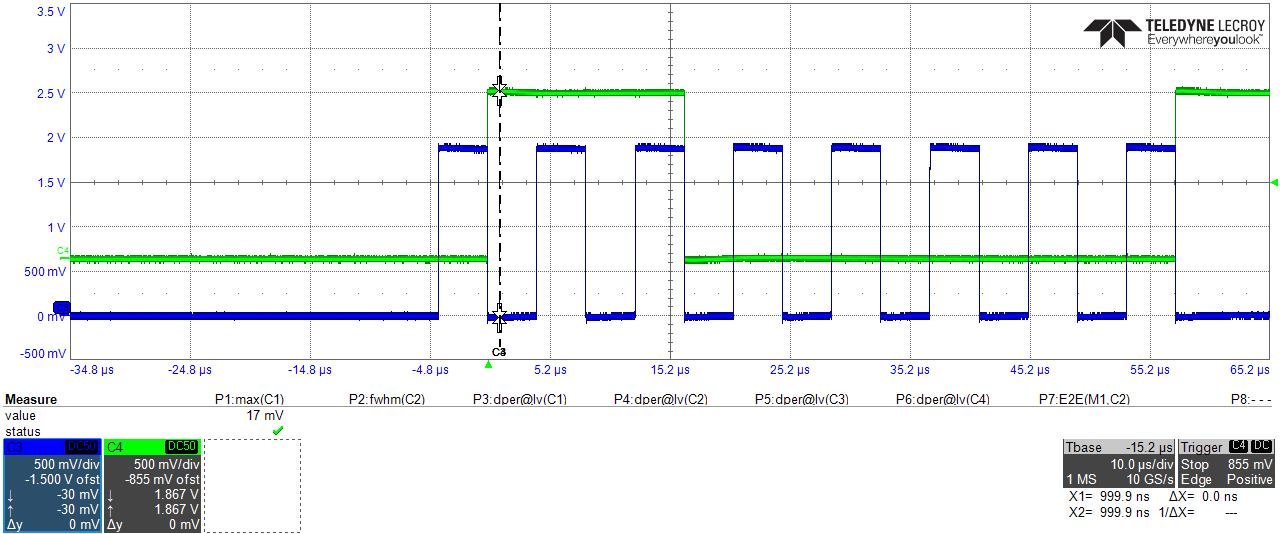 3.5 V
TELEDYNE LECROY
Everywhereyoulook™
3 V
2.5 V
2 V
1.5 V
1 V
C4
500 mV
0 mV
-500 mV
-34.8 µs -24.8 µs -14.8 µs -4.8 µs 5.2 µs 15.2 µs 25.2 µs 35.2 µs 45.2 µs 55.2 µs 65.2 µs
Measure P1:max(C1) P2:fwhm(C2) P3:dper@lv(C1) P4:dper@lv(C2) P5:dper@lv(C3) P6:dper@lv(C4) P7:E2E(M1,C2) P8:- - -
value 17 mV
status
C3 DC50 C4 DC50
500 mV/div 500 mV/div
-1.500 V ofst -855 mV ofst
↓ -30 mV ↓ 1.867 V
↑ -30 mV ↑ 1.867 V
Δy 0 mV Δy 0 mV
Tbase -15.2 µs Trigger C4 DC
10.0 µs/div Stop 855 mV
1 MS 10 GS/s Edge Positive
X1= 999.9 ns ΔX= 0.0 ns
X2= 999.9 ns 1/ΔX= ---